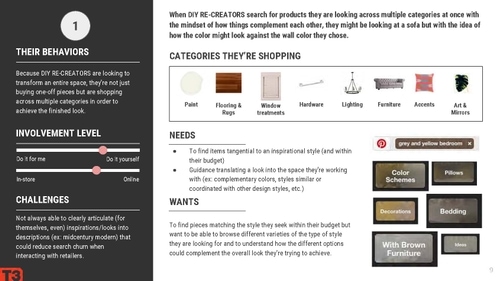 1
THEIR BEHAVIORS
Because DIY RE-CREATORS are looking to
transform an entire space, they're not just
buying one-off pieces but are shopping
across multiple categories in order to
achieve the finished look.
INVOLVEMENT LEVEL
Do it for me
Do it yourself
In-store
Online
CHALLENGES
Not always able to clearly articulate (for
themselves, even) inspirations/looks into
descriptions (ex: midcentury modern) that
could reduce search churn when
interacting with retailers.
T3
When DIY RE-CREATORS search for products they are looking across multiple categories at once with
the mindset of how things complement each other, they might be looking at a sofa but with the idea of
how the color might look against the wall color they chose.
CATEGORIES THEY'RE SHOPPING
Paint
Flooring &
Rugs
Window
treatments
Hardware
Lighting
Furniture
Accents
Art &
Mirrors
NEEDS
● To find items tangential to an inspirational style (and within
their budget)
● Guidance translating a look into the space they're working
with (ex: complementary colors, styles similar or
coordinated with other design styles, etc.)
WANTS
To find pieces matching the style they seek within their budget but
want to be able to browse different varieties of the type of style
they are looking for and to understand how the different options
could complement the overall look they're trying to achieve.
grey and yellow bedroom ×
Color
Schemes
Pillows
Decorations
Bedding
With Brown
Furniture
Ideas
9